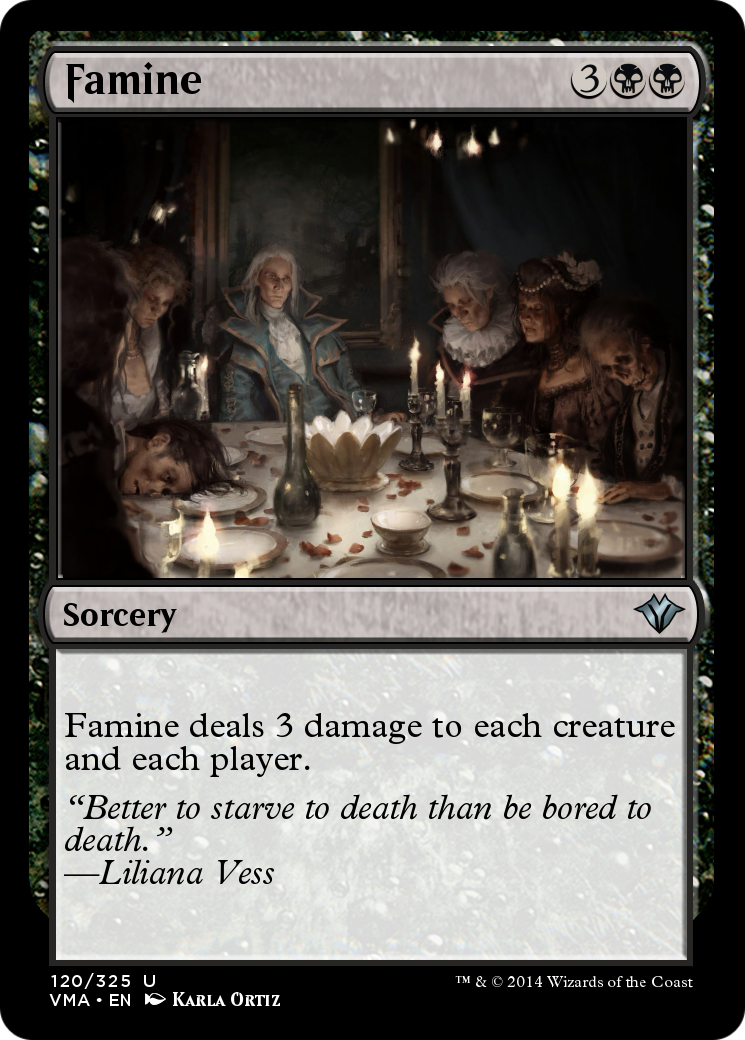 Famine 3
Sorcery
Famine deals 3 damage to each creature
and each player.
“Better to starve to death than be bored to
death.”
—Liliana Vess
120/325 U
VMA • EN Karla Ortiz
™ & © 2014 Wizards of the Coast